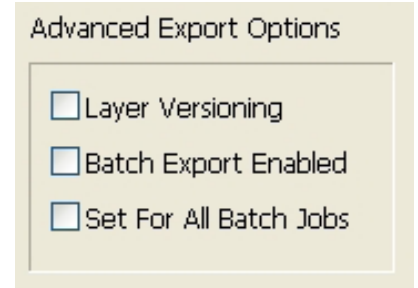 Advanced Export Options
Layer Versioning
Batch Export Enabled
Set For All Batch Jobs